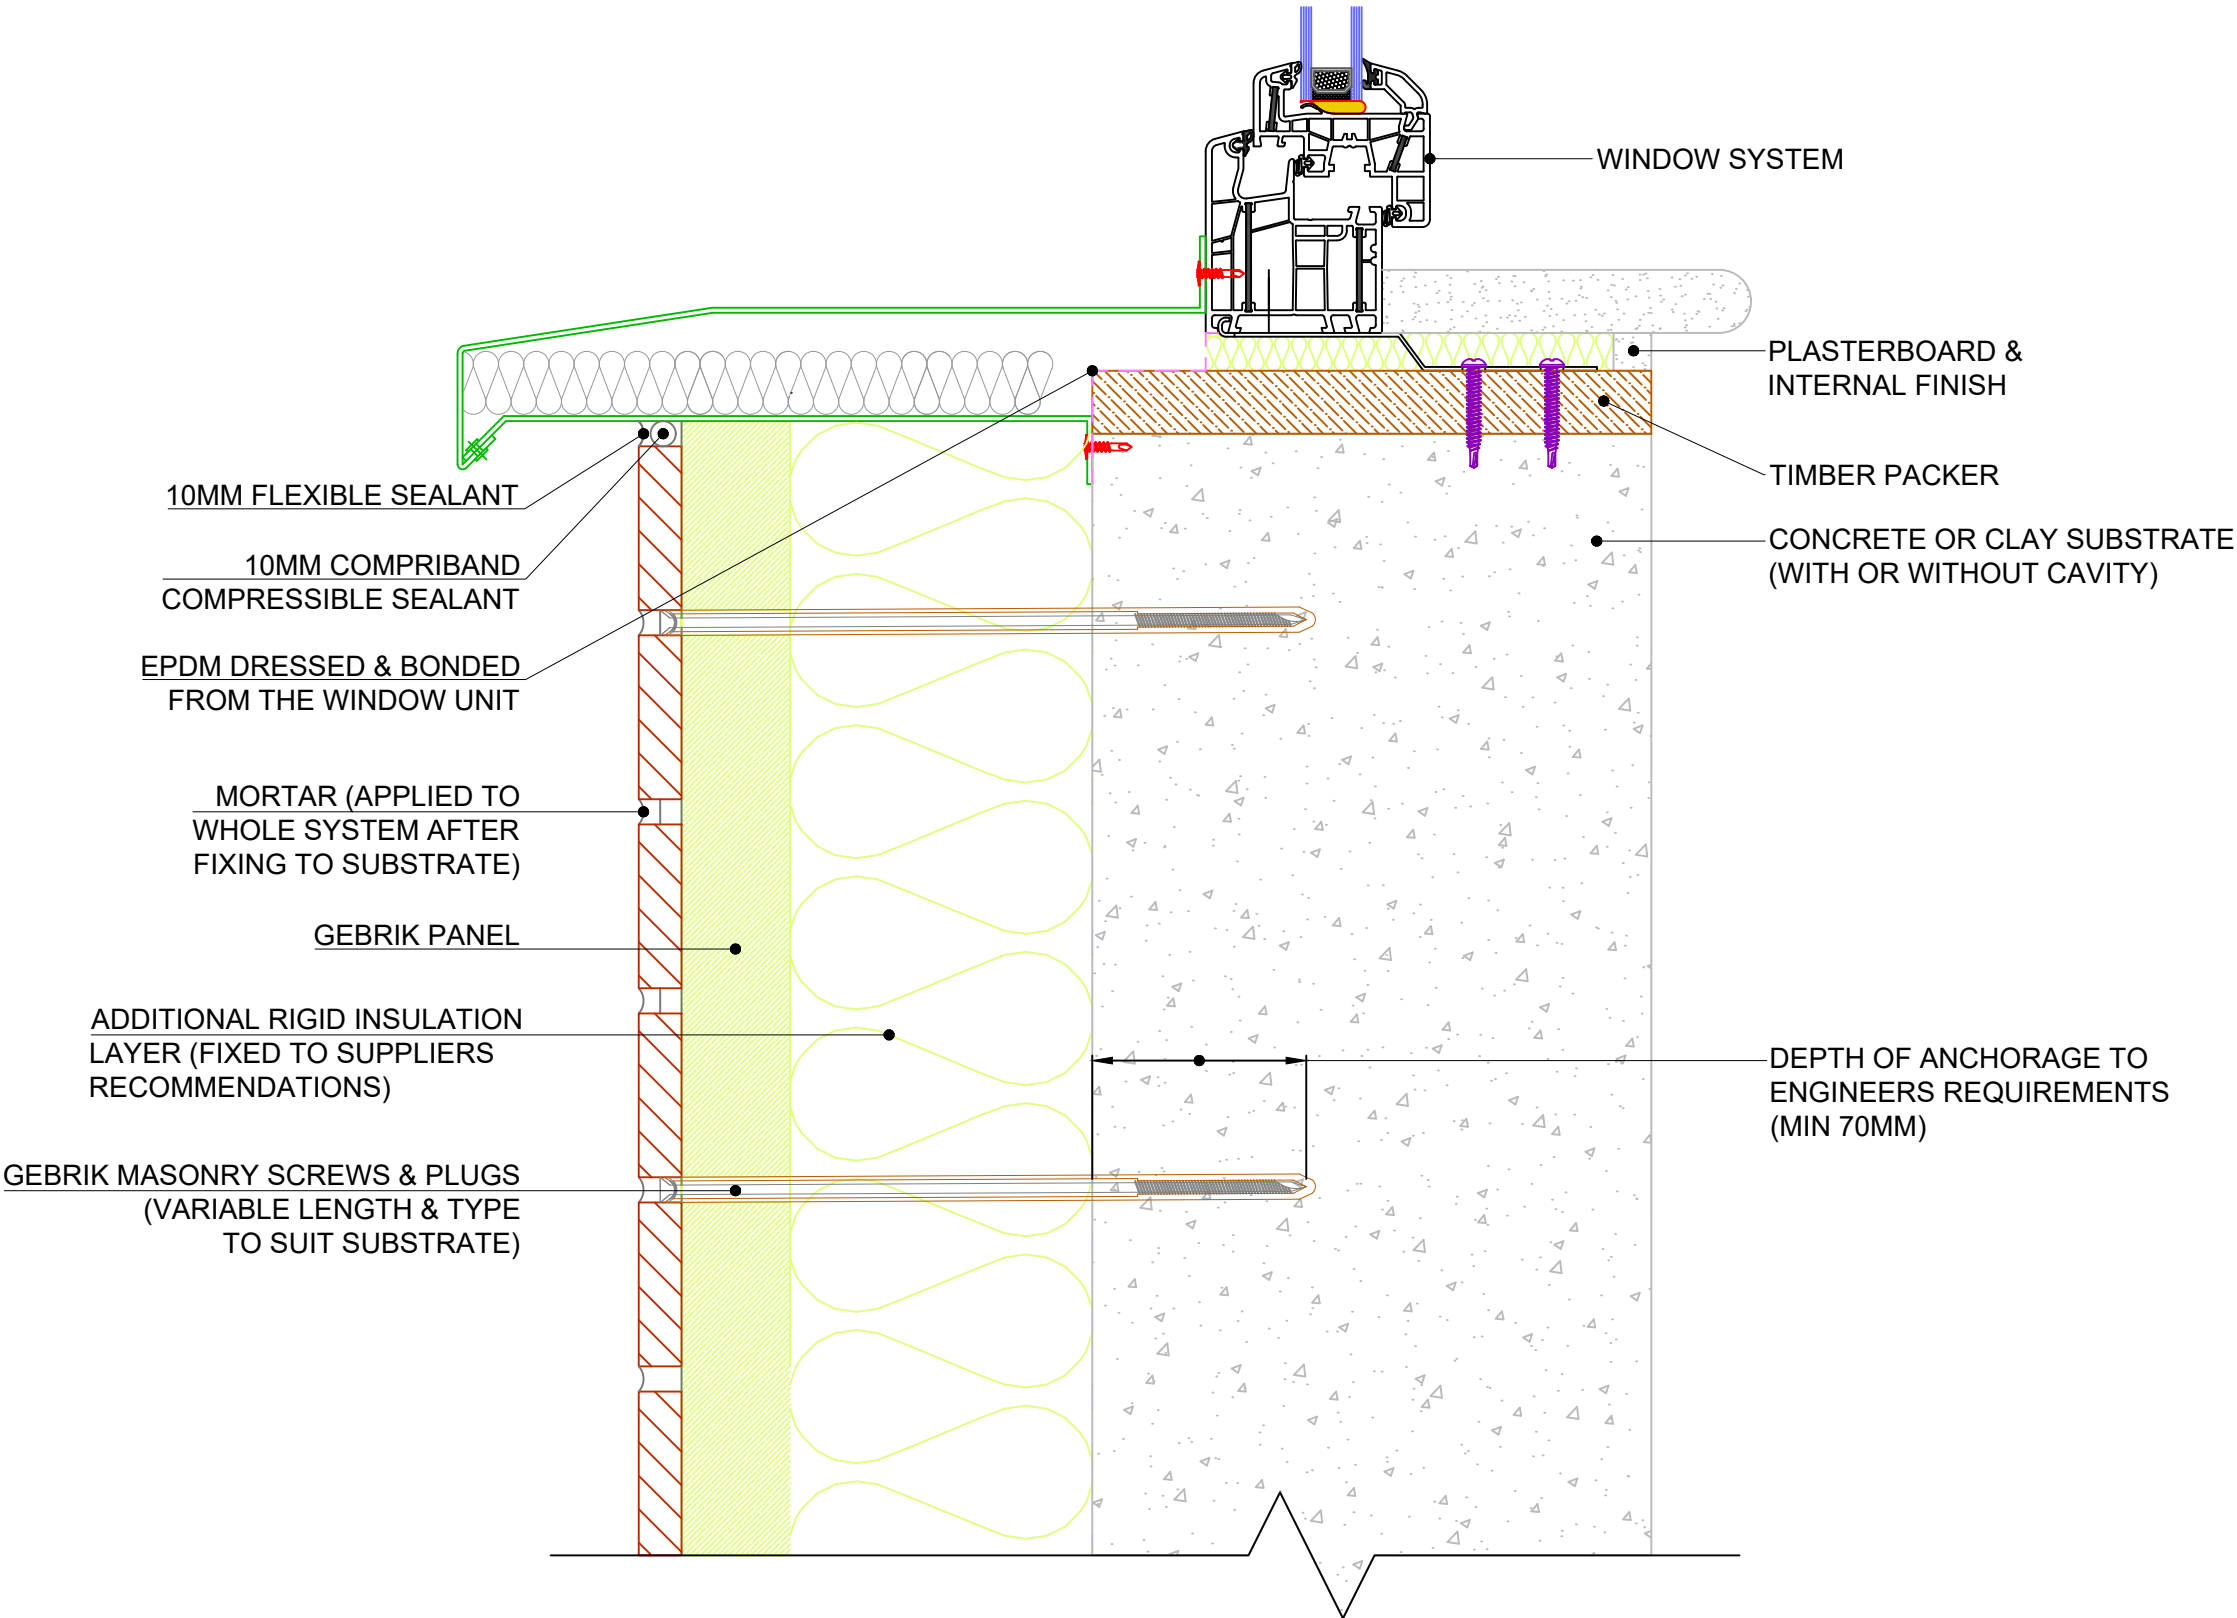 WINDOW SYSTEM
PLASTERBOARD &
INTERNAL FINISH
TIMBER PACKER
CONCRETE OR CLAY SUBSTRATE
(WITH OR WITHOUT CAVITY)
DEPTH OF ANCHORAGE TO
ENGINEERS REQUIREMENTS
(MIN 70MM)
10MM FLEXIBLE SEALANT
10MM COMPRIBAND
COMPRESSIBLE SEALANT
EPDM DRESSED & BONDED
FROM THE WINDOW UNIT
MORTAR (APPLIED TO
WHOLE SYSTEM AFTER
FIXING TO SUBSTRATE)
GEBRIK PANEL
ADDITIONAL RIGID INSULATION
LAYER (FIXED TO SUPPLIERS
RECOMMENDATIONS)
GEBRIK MASONRY SCREWS & PLUGS
(VARIABLE LENGTH & TYPE
TO SUIT SUBSTRATE)